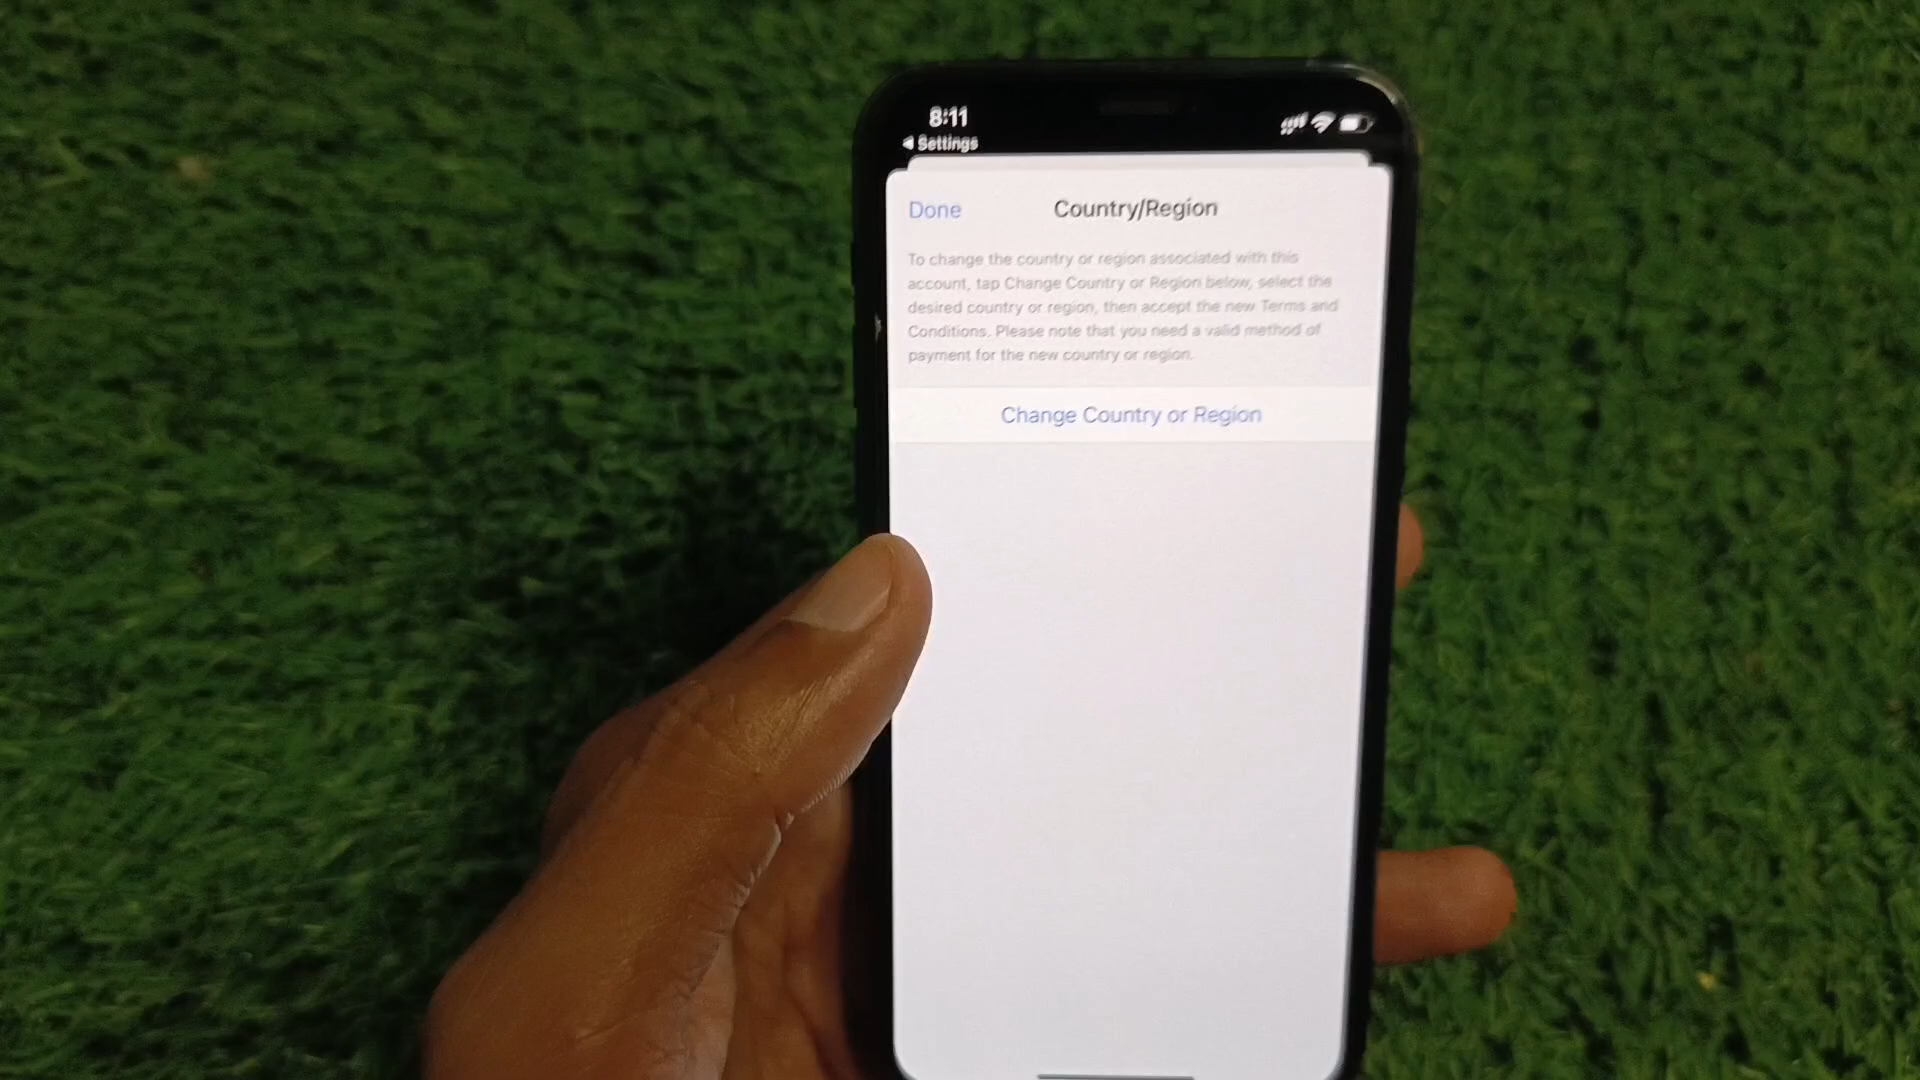 8:11
Settings
Done
Country/Region
To change the country or region associated with this
account, tap Change Country or Region below, select the
desired country or region, then accept the new Terms and
Conditions. Please note that you need a valid method of
payment for the new country or region.
Change Country or Region